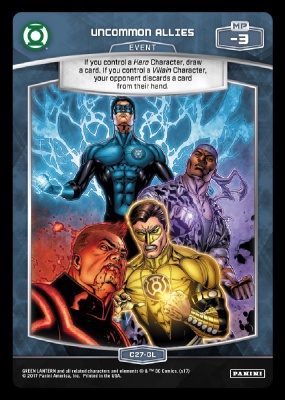 UNCOMMON ALLIES
MP
-3
EVENT
If you control a Hero Character, draw
a card. If you control a Villain Character,
your opponent discards a card
from their hand.
C27-GL
GREEN LANTERN and all related characters and elements © & ™ DC Comics. (s17)
© 2017 Panini America, Inc. Printed in the USA.
PANINI